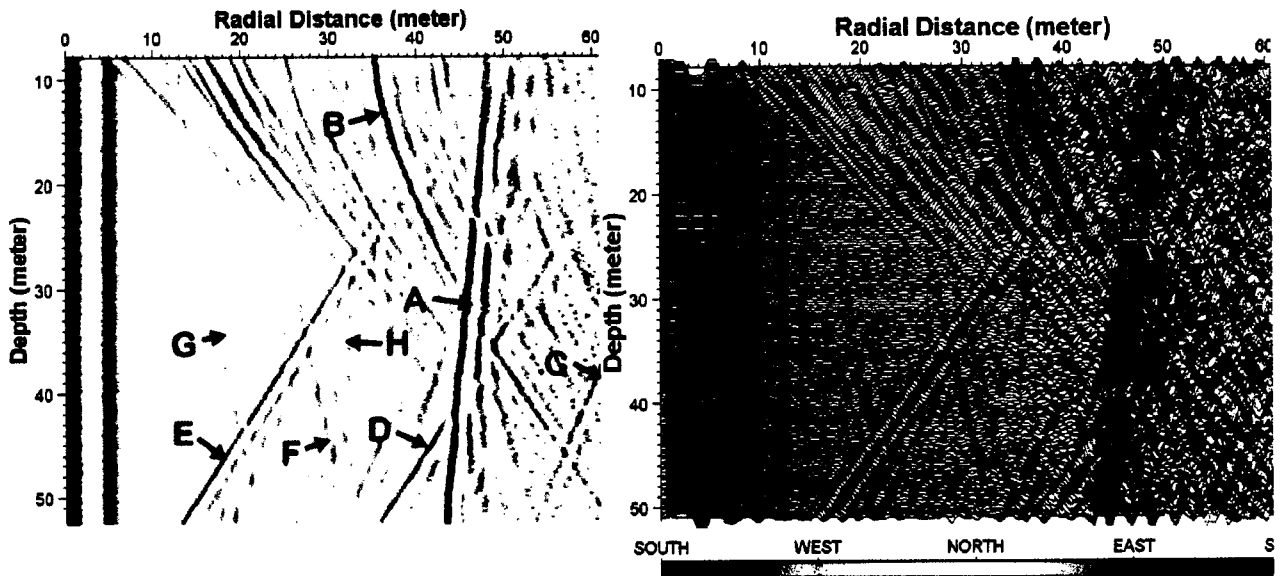 Radial Distance (meter)
0 10 20 30 40 50 60
Depth (meter)
10
20
30
40
50
B
A
G
H
C
E
F
D
Radial Distance (meter)
0 10 20 30 40 50 60
Depth (meter)
10
20
30
40
50
SOUTH WEST NORTH EAST S